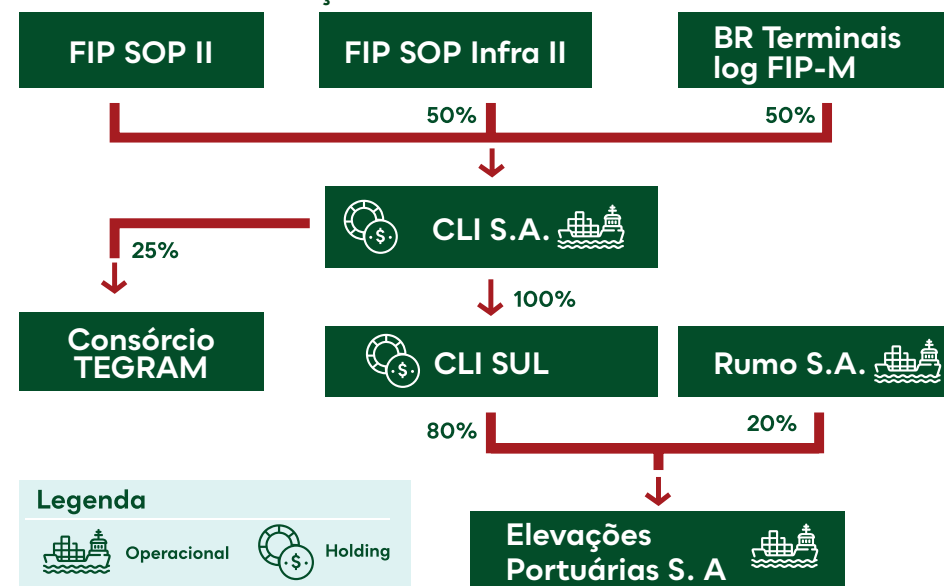 FIP SOP II
FIP SOP Infra II
BR Terminais
log FIP-M
50%
50%
CLI S.A.
25%
100%
Consórcio
TEGRAM
CLI SUL
Rumo S.A.
80%
20%
Legenda
Operacional
Holding
Elevações
Portuárias S. A